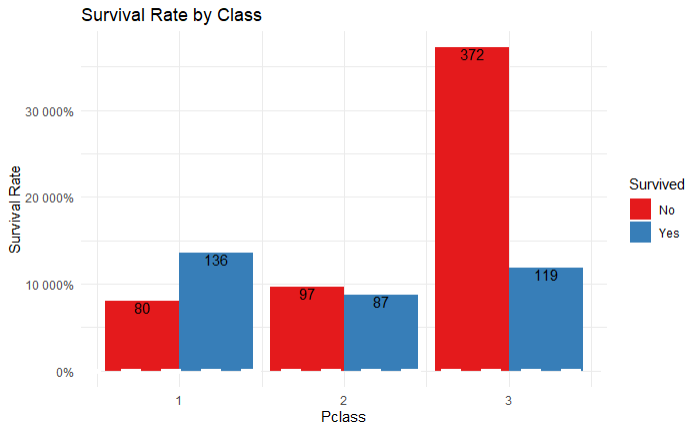 Survival Rate by Class
Survival Rate
30 000%
20 000%
10 000%
0%
372
136
119
97
87
80
1
2
3
Pclass
Survived
No
Yes